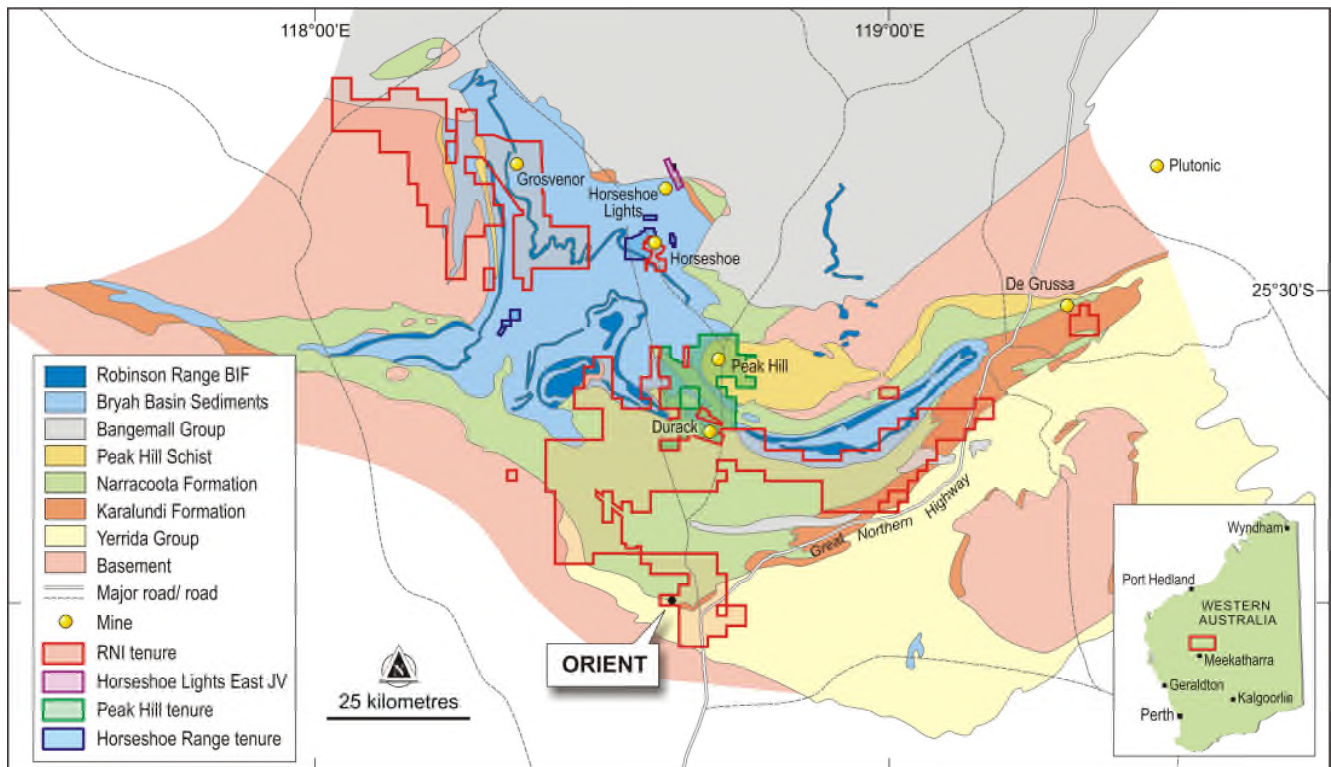 118°00'E
119°00'E
Plutonic
Grosvenor
Horseshoe
Lights
Horseshoe
De Grussa
25°30'S
Peak Hill
Durack
Great Northern Highway
ORIENT
Robinson Range BIF
Bryah Basin Sediments
Bangemall Group
Peak Hill Schist
Narracoota Formation
Karalundi Formation
Yerrida Group
Basement
Major road/ road
Mine
RNI tenure
Horseshoe Lights East JV
Peak Hill tenure
Horseshoe Range tenure
25 kilometres
Wyndham
Port Hedland
WESTERN
AUSTRALIA
Meekatharra
Geraldton
Kalgoorlie
Perth